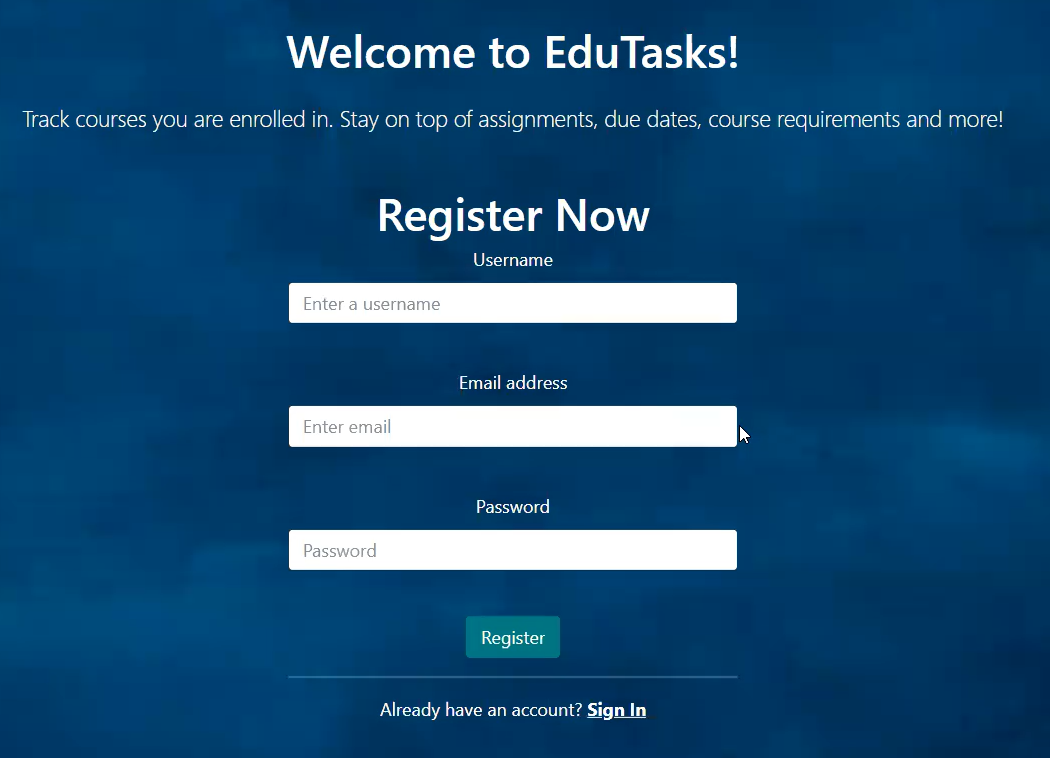 Welcome to EduTasks!
Track courses you are enrolled in. Stay on top of assignments, due dates, course requirements and more!
Register Now
Username
Enter a username
Email address
Enter email
Password
Password
Register
Already have an account? Sign In